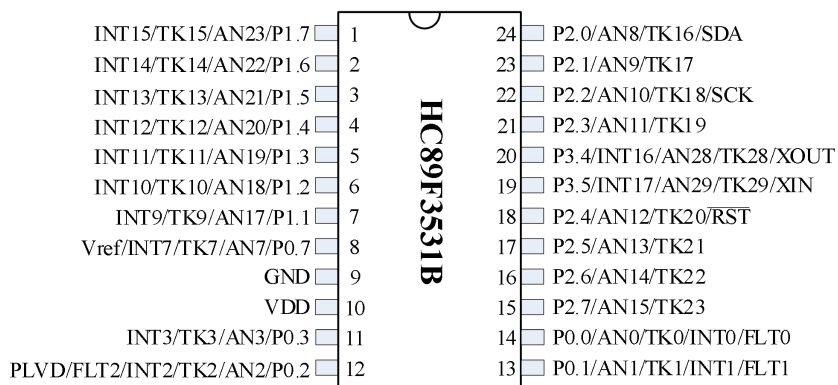 INT15/TK15/AN23/P1.7 1 24 P2.0/AN8/TK16/SDA
INT14/TK14/AN22/P1.6 2 23 P2.1/AN9/TK17
INT13/TK13/AN21/P1.5 3 22 P2.2/AN10/TK18/SCK
INT12/TK12/AN20/P1.4 4 21 P2.3/AN11/TK19
INT11/TK11/AN19/P1.3 5 20 P3.4/INT16/AN28/TK28/XOUT
INT10/TK10/AN18/P1.2 6 19 P3.5/INT17/AN29/TK29/XIN
INT9/TK9/AN17/P1.1 7 18 P2.4/AN12/TK20/RST
Vref/INT7/TK7/AN7/P0.7 8 17 P2.5/AN13/TK21
GND 9 16 P2.6/AN14/TK22
VDD 10 15 P2.7/AN15/TK23
INT3/TK3/AN3/P0.3 11 14 P0.0/AN0/TK0/INT0/FLT0
PLVD/FLT2/INT2/TK2/AN2/P0.2 12 13 P0.1/AN1/TK1/INT1/FLT1
HC89F3531B